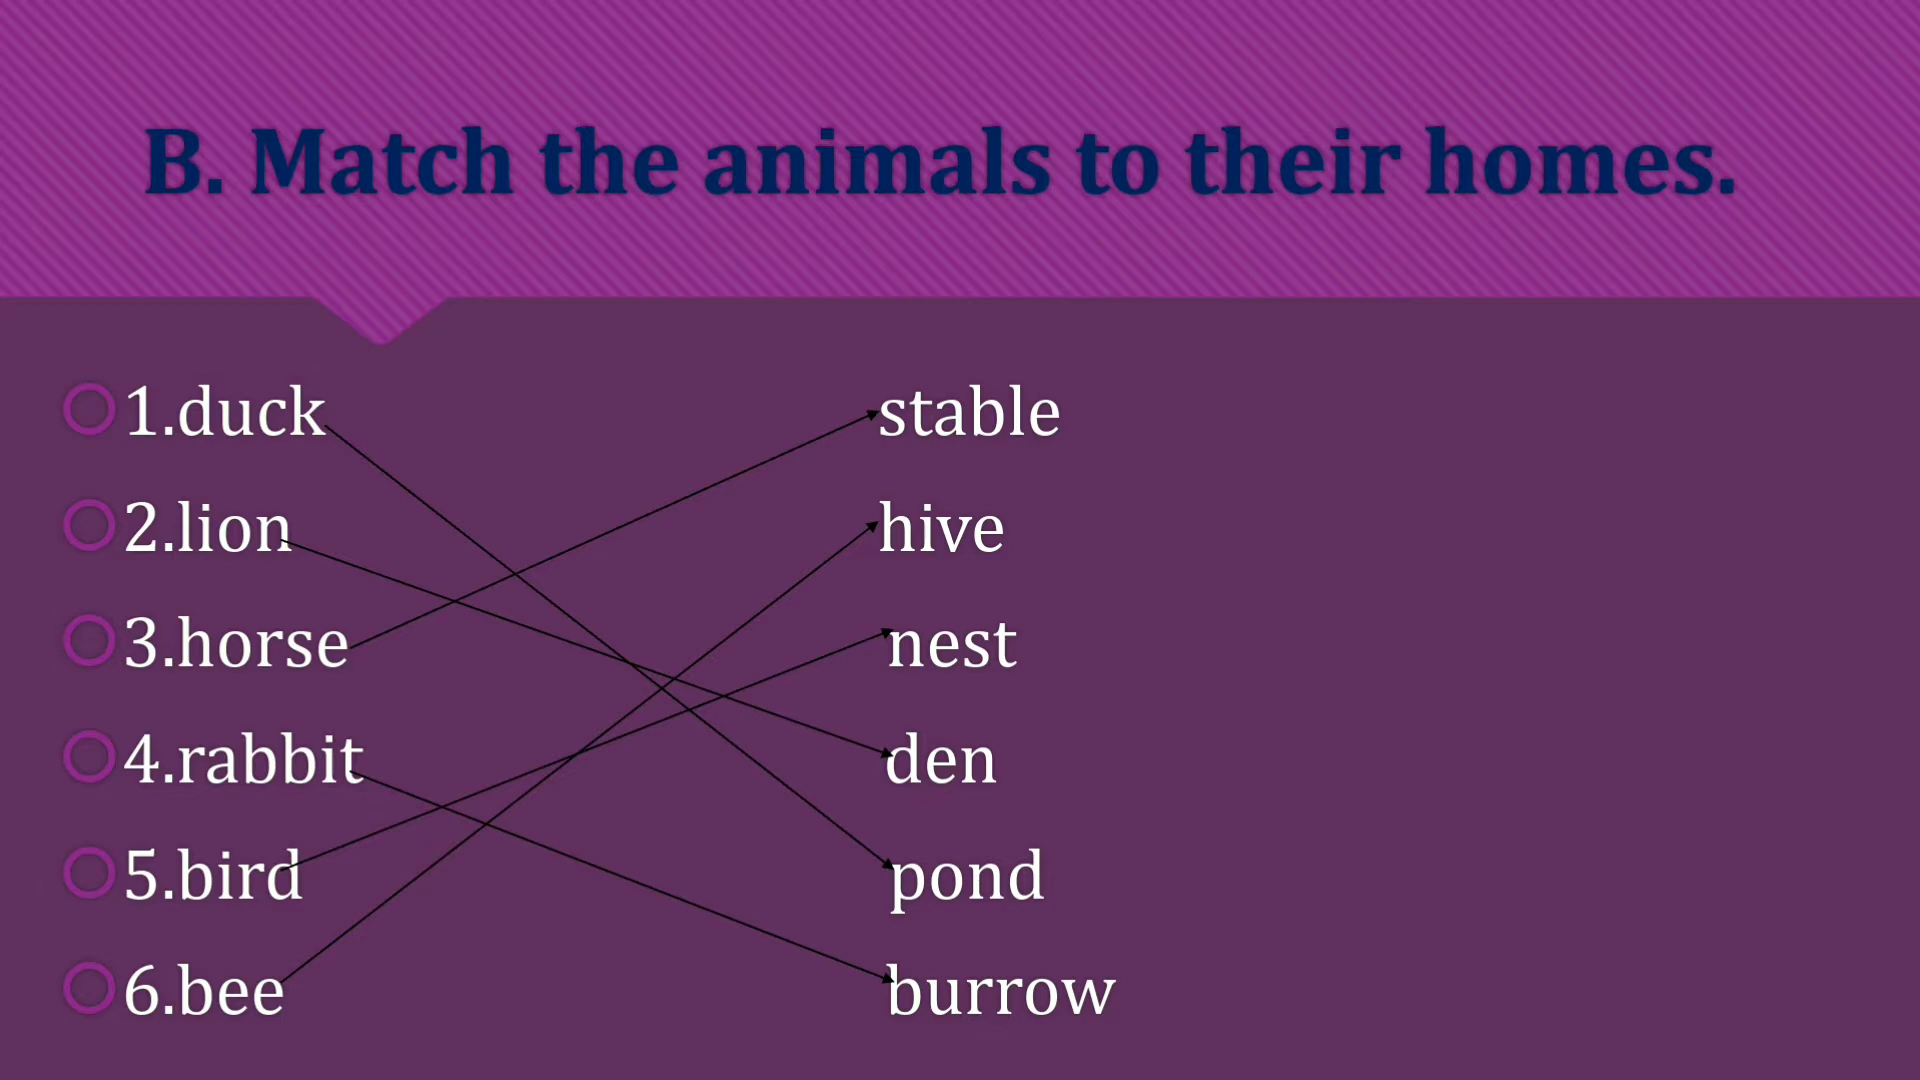 B. Match the animals to their homes.
1.duck stable
2.lion hive
3.horse nest
4.rabbit den
5.bird pond
6.bee burrow